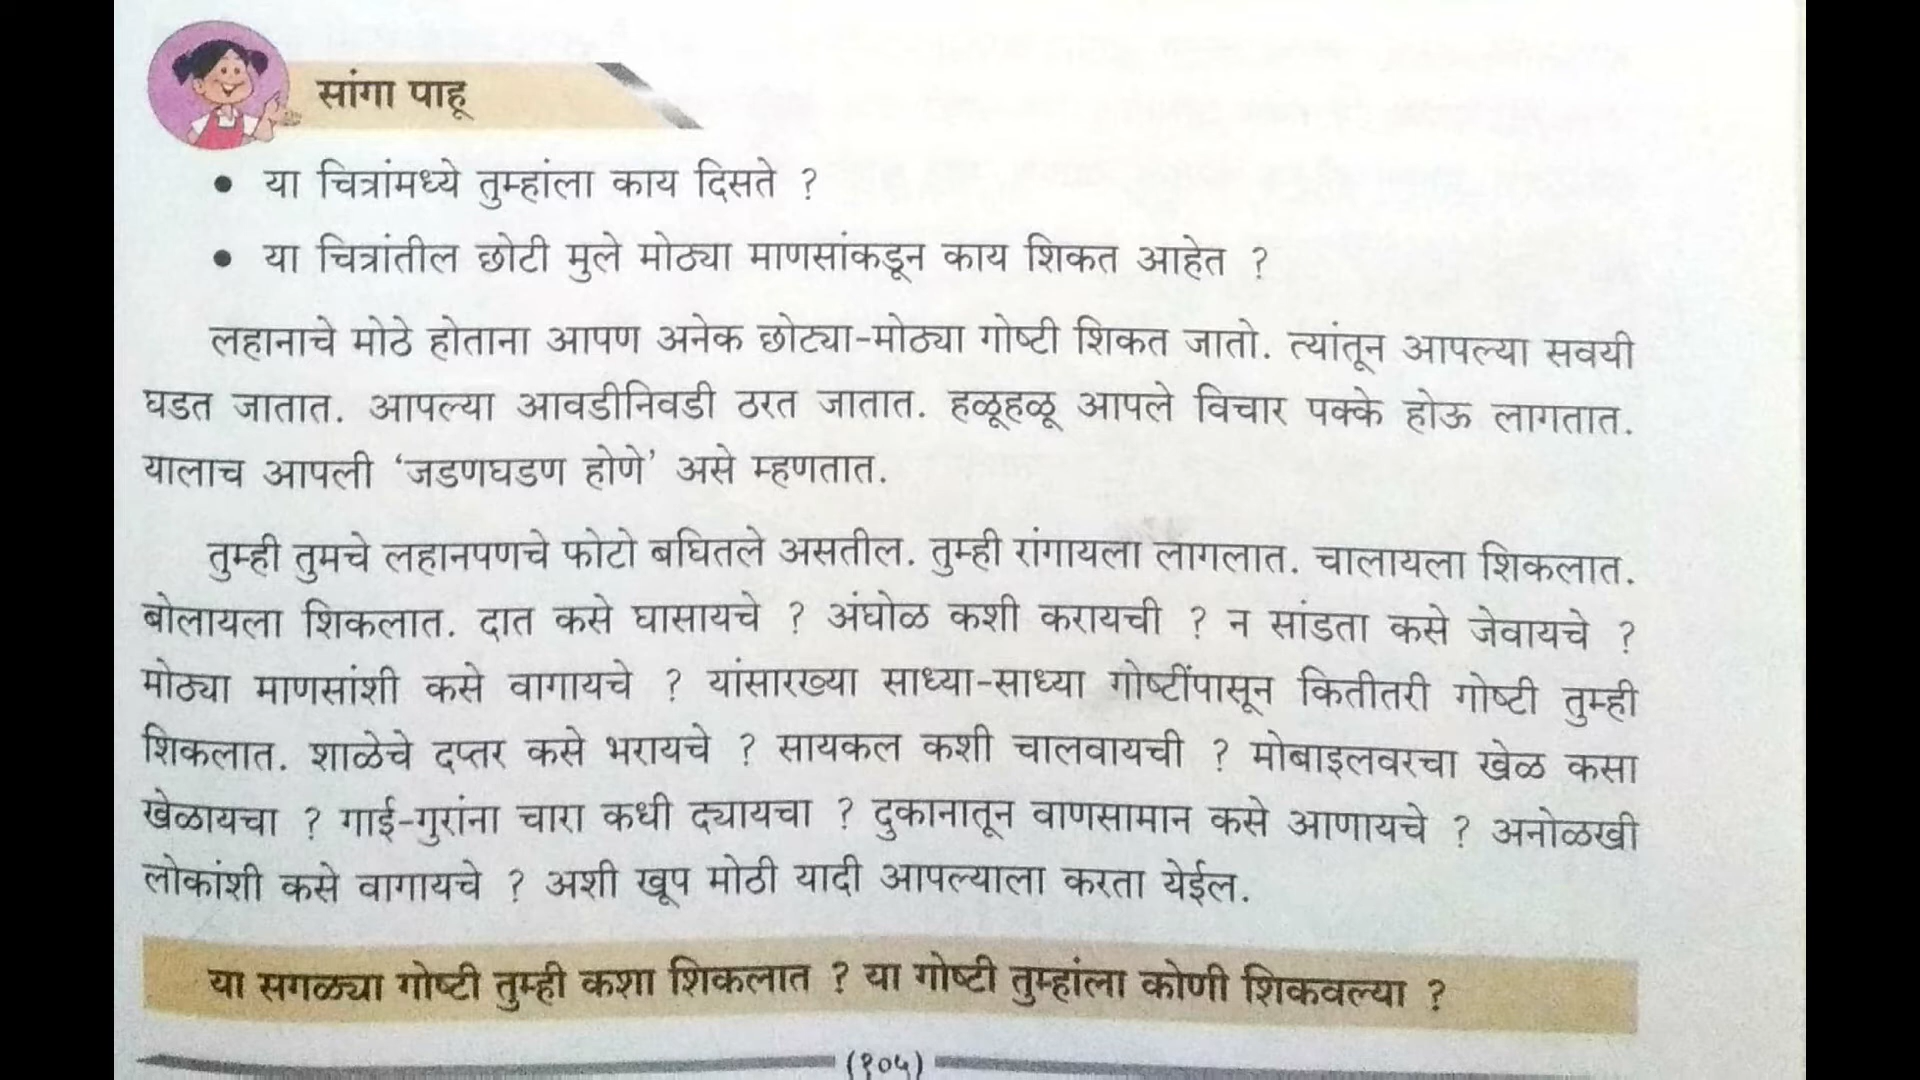 सांगा पाहू
• या चित्रांमध्ये तुम्हांला काय दिसते ?
• या चित्रांतील छोटी मुले मोठ्या माणसांकडून काय शिकत आहेत ?
लहानाचे मोठे होताना आपण अनेक छोट्या-मोठ्या गोष्टी शिकत जातो. त्यांतून आपल्या सवयी
घडत जातात. आपल्या आवडीनिवडी ठरत जातात. हळूहळू आपले विचार पक्के होऊ लागतात.
यालाच आपली ‘जडणघडण होणे’ असे म्हणतात.
तुम्ही तुमचे लहानपणचे फोटो बघितले असतील. तुम्ही रांगायला लागलात. चालायला शिकलात.
बोलायला शिकलात. दात कसे घासायचे ? अंघोळ कशी करायची ? न सांडता कसे जेवायचे ?
मोठ्या माणसांशी कसे वागायचे ? यांसारख्या साध्या-साध्या गोष्टींपासून कितीतरी गोष्टी तुम्ही
शिकलात. शाळेचे दप्तर कसे भरायचे ? सायकल कशी चालवायची ? मोबाइलवरचा खेळ कसा
खेळायचा ? गाई-गुरांना चारा कधी द्यायचा ? दुकानातून वाणसामान कसे आणायचे ? अनोळखी
लोकांशी कसे वागायचे ? अशी खूप मोठी यादी आपल्याला करता येईल.
या सगळ्या गोष्टी तुम्ही कशा शिकलात ? या गोष्टी तुम्हांला कोणी शिकवल्या ?
(१०५)